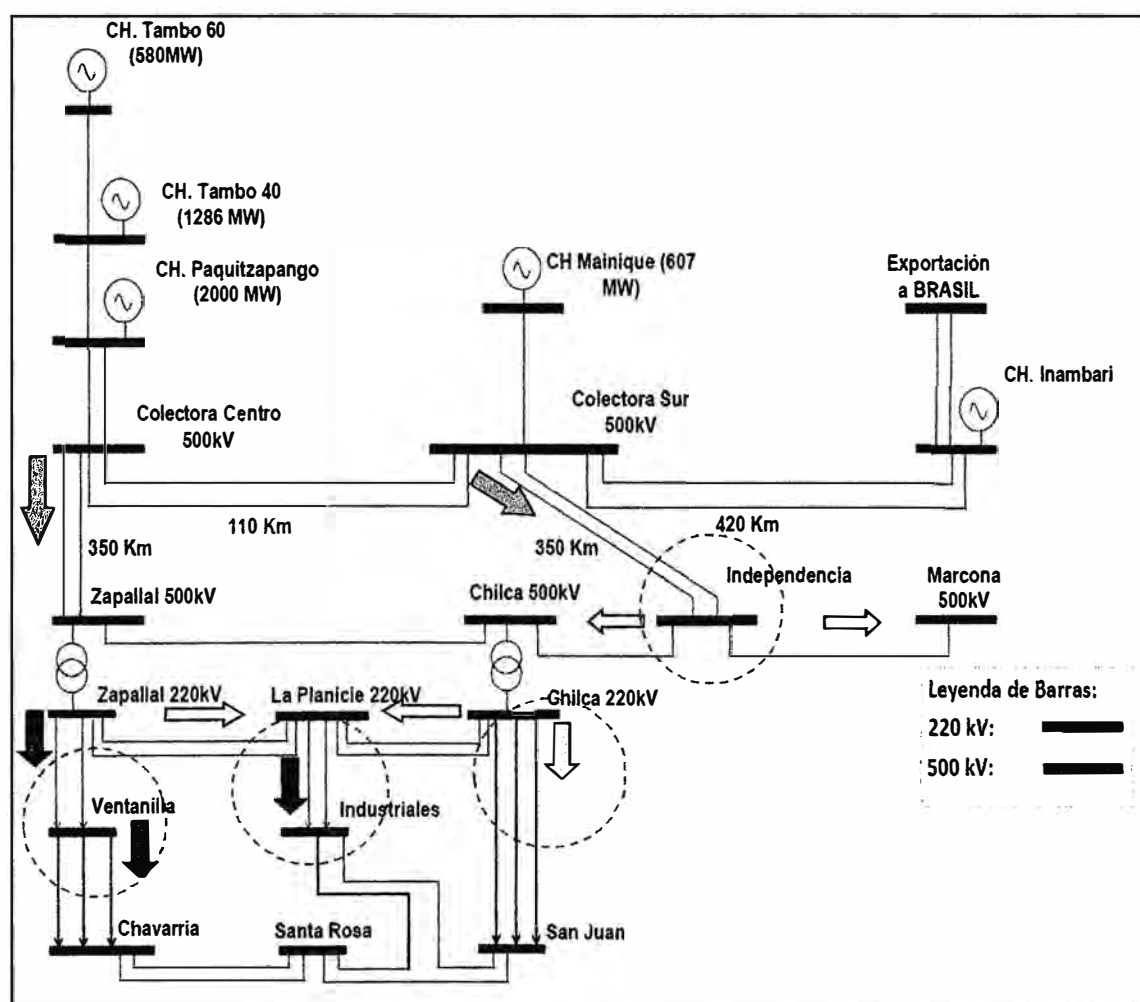 CH. Tambo 60
(580MW)
CH. Tambo 40
(1286 MW)
CH. Paquitzapango
(2000 MW)
CH Mainique (607
MW)
Exportación
a BRASIL
CH. Inambari
Colectora Centro
500kV
Colectora Sur
500kV
110 Km
420 Km
350 Km
350 Km
Independencia
Zapallal 500kV
Chilca 500kV
Marcona
500kV
Zapallal 220kV
La Planicie 220kV
Chilca 220kV
Leyenda de Barras:
220 kV:
500 kV:
Ventanilla
Industriales
Chavarria
Santa Rosa
San Juan